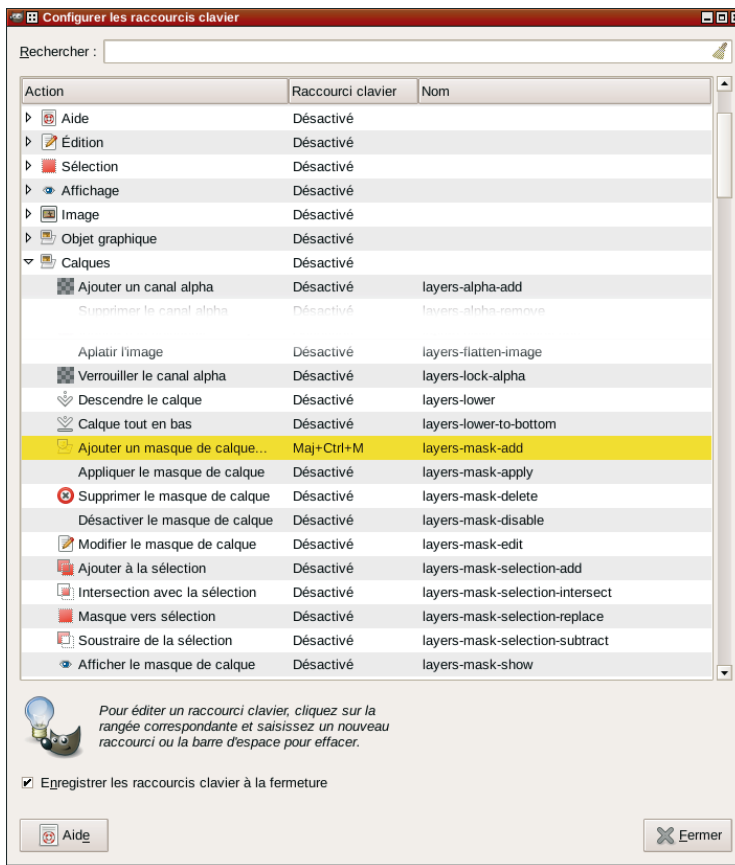 Configurer les raccourcis clavier
Rechercher :
Action Raccourci clavier Nom
Aide Désactivé
Édition Désactivé
Sélection Désactivé
Affichage Désactivé
Image Désactivé
Objet graphique Désactivé
Calques Désactivé
Ajouter un canal alpha Désactivé layers-alpha-add
Supprimer le canal alpha Désactivé layers-alpha-remove
Aplatir l'image Désactivé layers-flatten-image
Verrouiller le canal alpha Désactivé layers-lock-alpha
Descendre le calque Désactivé layers-lower
Calque tout en bas Désactivé layers-lower-to-bottom
Ajouter un masque de calque... Maj+Ctrl+M layers-mask-add
Appliquer le masque de calque Désactivé layers-mask-apply
Supprimer le masque de calque Désactivé layers-mask-delete
Désactiver le masque de calque Désactivé layers-mask-disable
Modifier le masque de calque Désactivé layers-mask-edit
Ajouter à la sélection Désactivé layers-mask-selection-add
Intersection avec la sélection Désactivé layers-mask-selection-intersect
Masque vers sélection Désactivé layers-mask-selection-replace
Soustraire de la sélection Désactivé layers-mask-selection-subtract
Afficher le masque de calque Désactivé layers-mask-show
Pour éditer un raccourci clavier, cliquez sur la
rangée correspondante et saisissez un nouveau
raccourci ou la barre d'espace pour effacer.
Enregistrer les raccourcis clavier à la fermeture
Aide Fermer